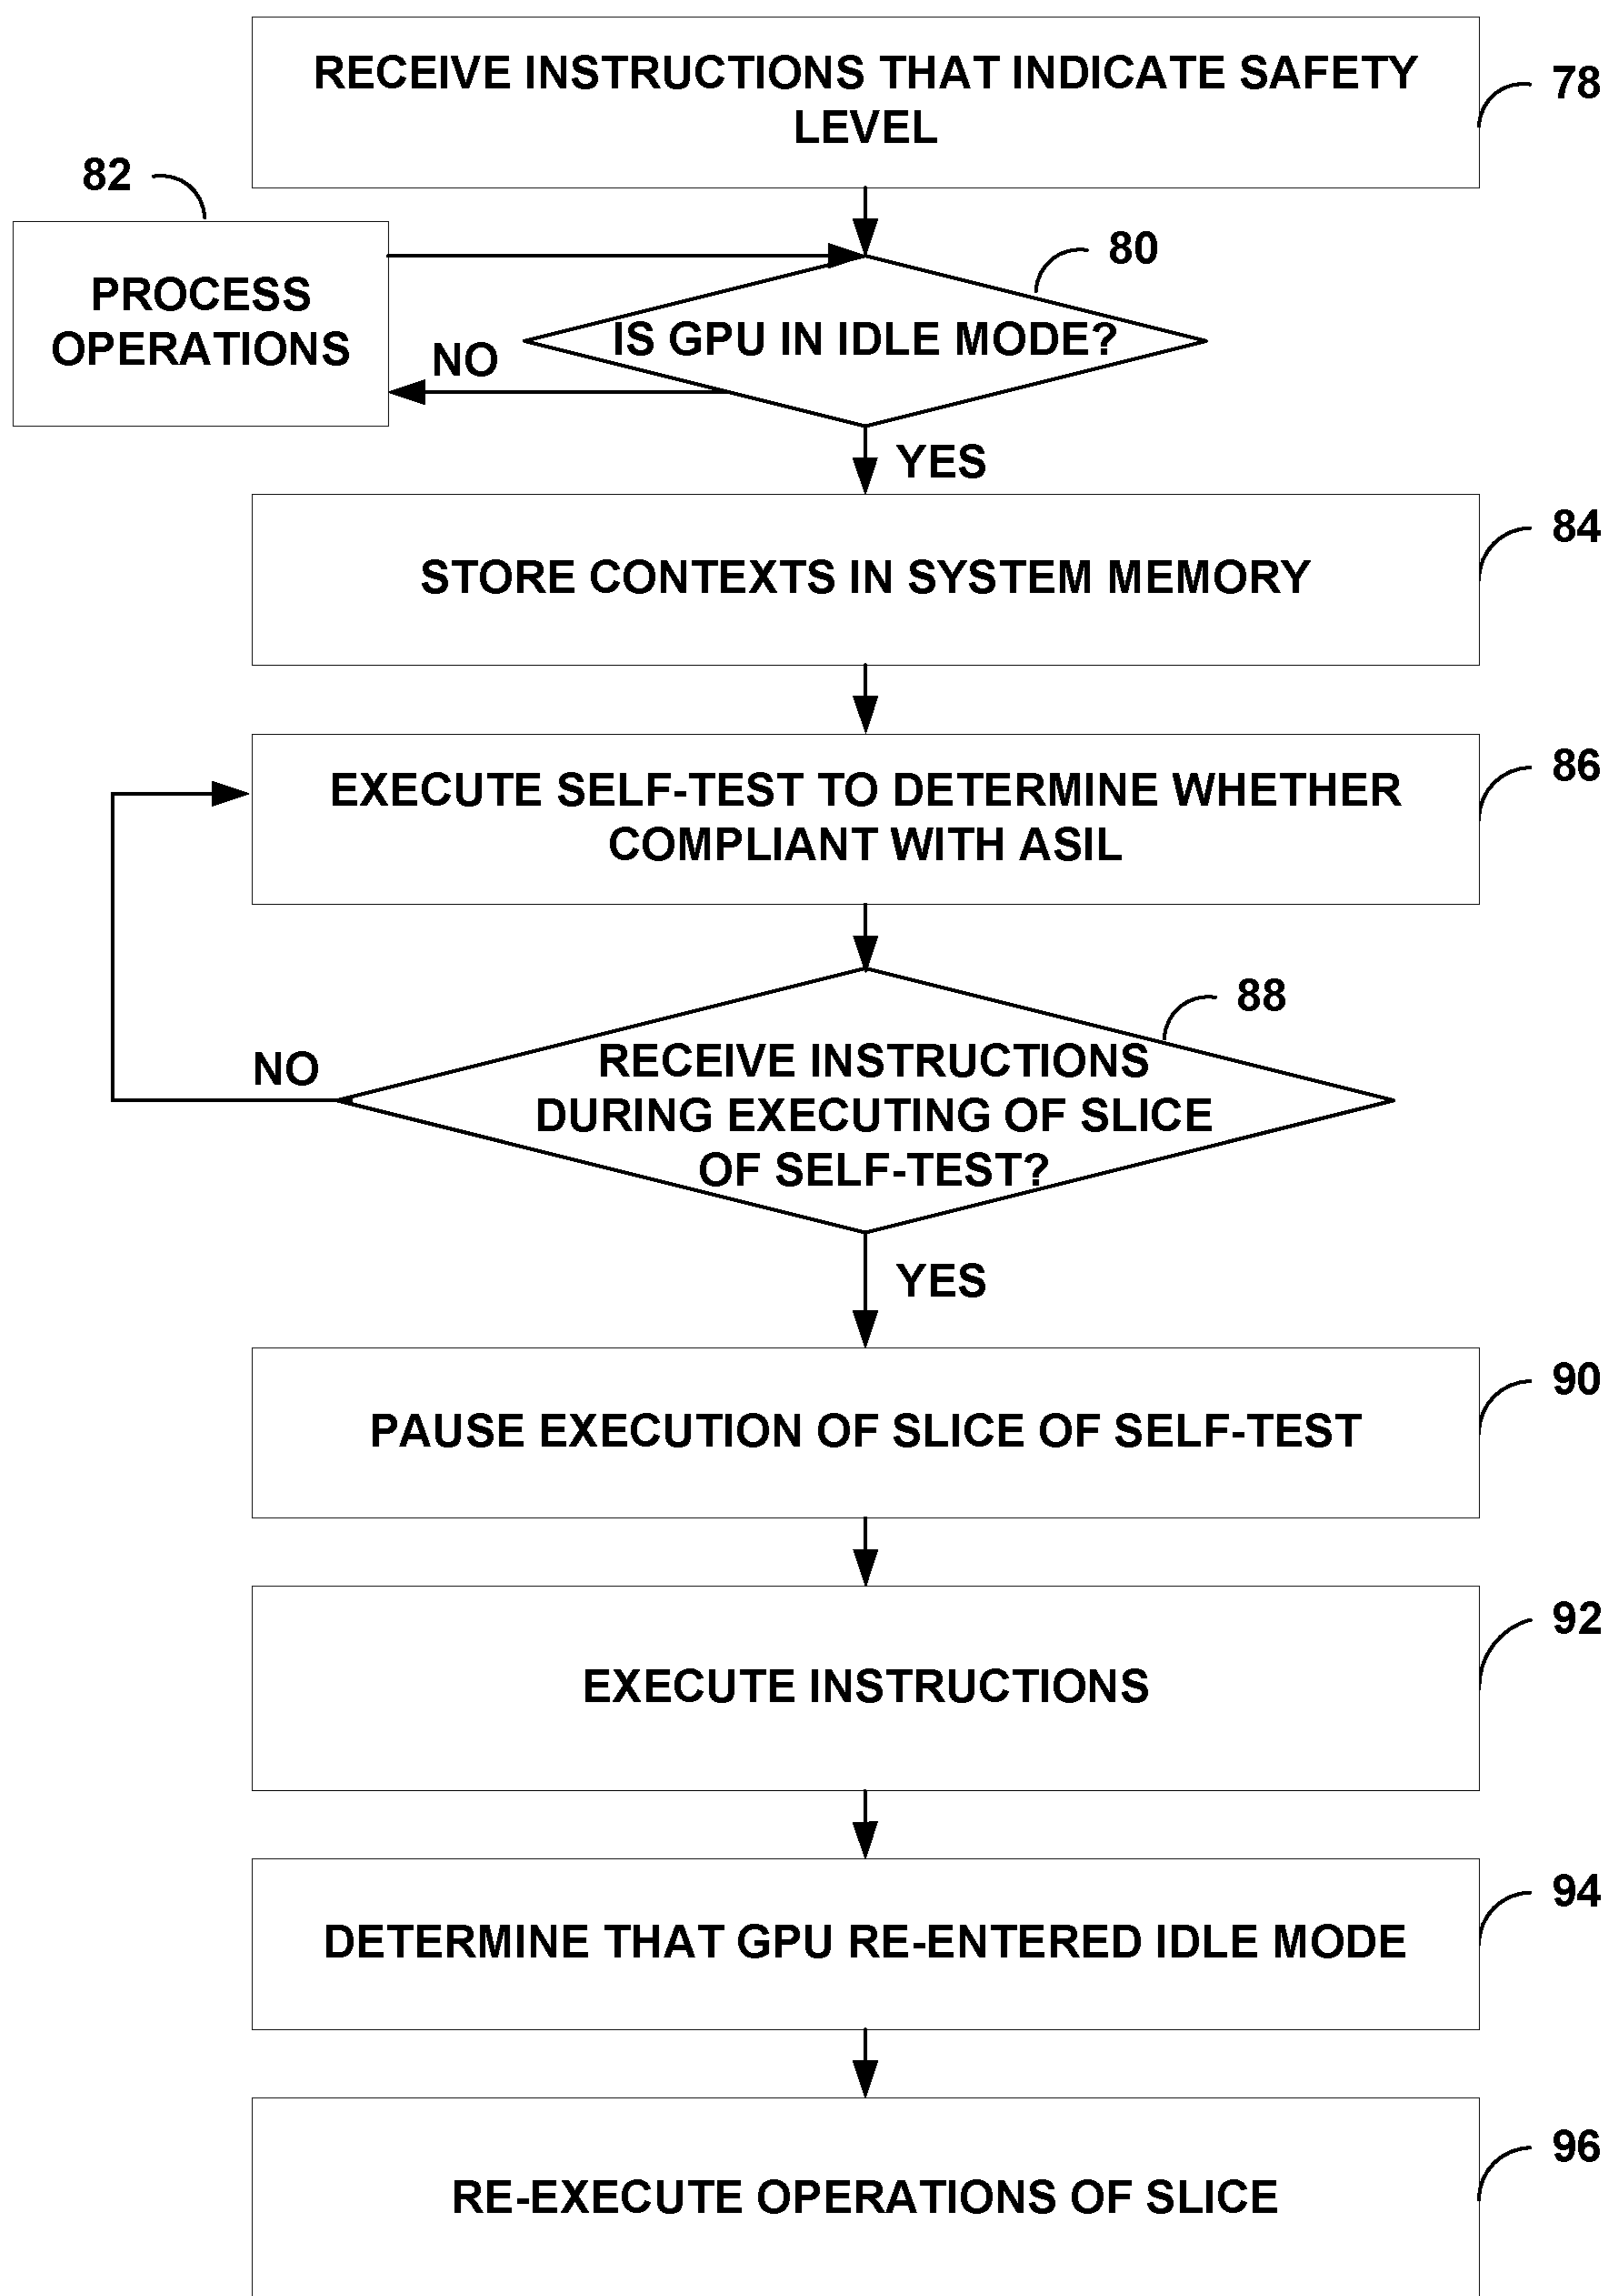 RECEIVE INSTRUCTIONS THAT INDICATE SAFETY
LEVEL
78
82
PROCESS
OPERATIONS
80
IS GPU IN IDLE MODE?
NO
YES
84
STORE CONTEXTS IN SYSTEM MEMORY
86
EXECUTE SELF-TEST TO DETERMINE WHETHER
COMPLIANT WITH ASIL
88
RECEIVE INSTRUCTIONS
DURING EXECUTING OF SLICE
OF SELF-TEST?
NO
YES
90
PAUSE EXECUTION OF SLICE OF SELF-TEST
92
EXECUTE INSTRUCTIONS
94
DETERMINE THAT GPU RE-ENTERED IDLE MODE
96
RE-EXECUTE OPERATIONS OF SLICE